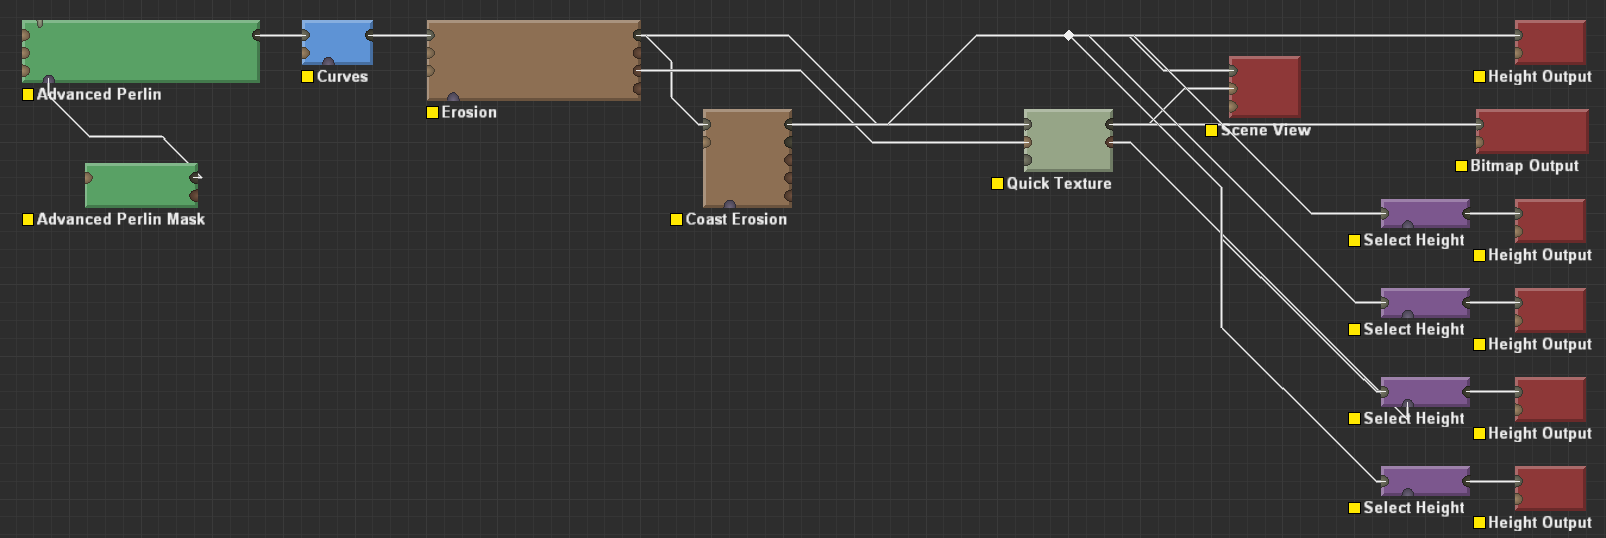 Advanced Perlin
Curves
Erosion
Height Output
Scene View
Bitmap Output
Quick Texture
Advanced Perlin Mask
Coast Erosion
Select Height
Height Output
Select Height
Height Output
Select Height
Height Output
Select Height
Height Output